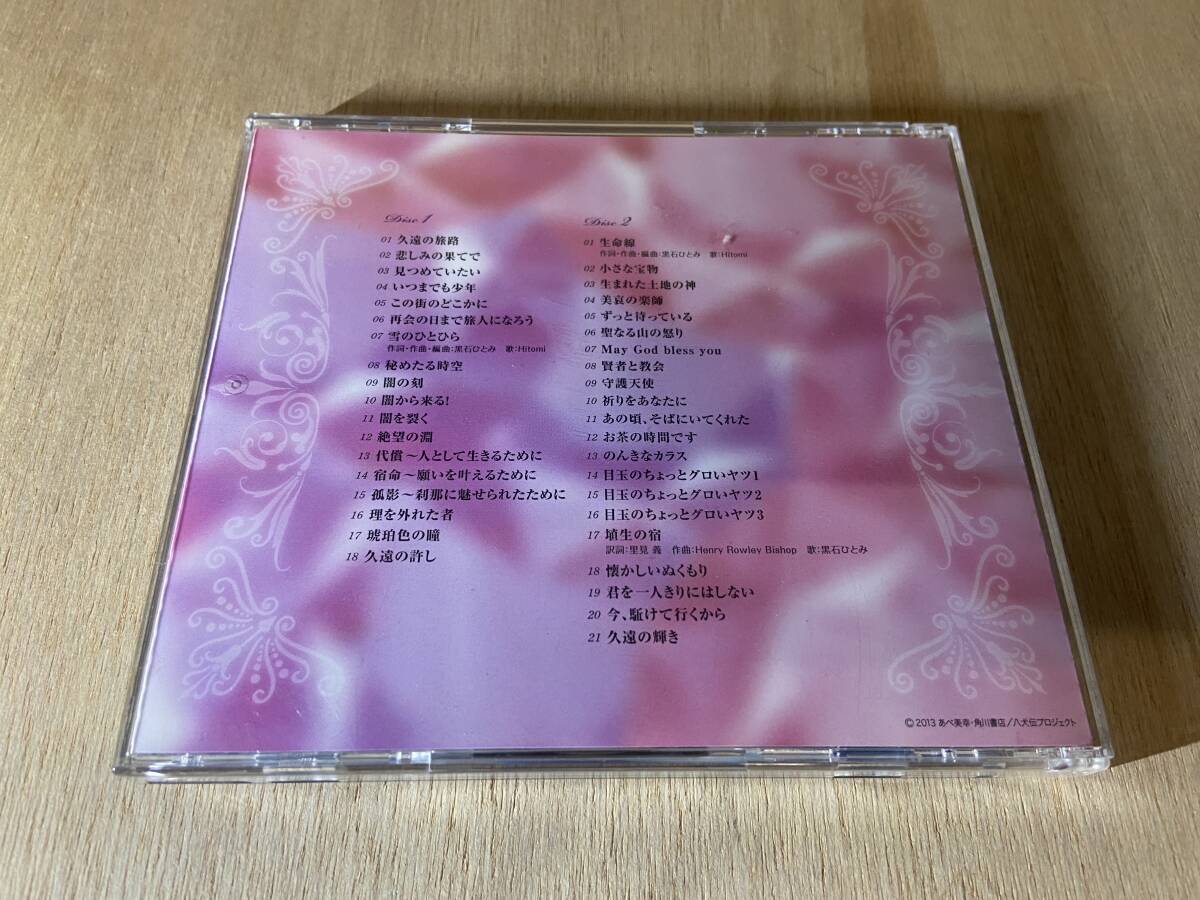 Disc 1
01 久遠の旅路
02 悲しみの果てで
03 見つめていたい
04 いつまでも少年
05 この街のどこかに
06 再会の日まで旅人になろう
07 雪のひとひら
作詞・作曲・編曲:黒石ひとみ 歌:Hitomi
08 秘めたる時空
09 闇の刻
10 闇から来る!
11 闇を裂く
12 絶望の淵
13 代償～人として生きるために
14 宿命～願いを叶えるために
15 孤影～刹那に魅せられたために
16 理を外れた者
17 琥珀色の瞳
18 久遠の許し
Disc 2
01 生命線
作詞・作曲・編曲:黒石ひとみ 歌:Hitomi
02 小さな宝物
03 生まれた土地の神
04 美哀の楽師
05 ずっと待っている
06 聖なる山の怒り
07 May God bless you
08 賢者と教会
09 守護天使
10 祈りをあなたに
11 あの頃、そばにいてくれた
12 お茶の時間です
13 のんきなカラス
14 目玉のちょっとグロいヤツ1
15 目玉のちょっとグロいヤツ2
16 目玉のちょっとグロいヤツ3
17 埴生の宿
訳詞:里見 義 作曲:Henry Rowley Bishop 歌:黒石ひとみ
18 懐かしいぬくもり
19 君を一人きりにはしない
20 今、駈けて行くから
21 久遠の輝き
©2013 あべ美幸・角川書店/八犬伝プロジェクト